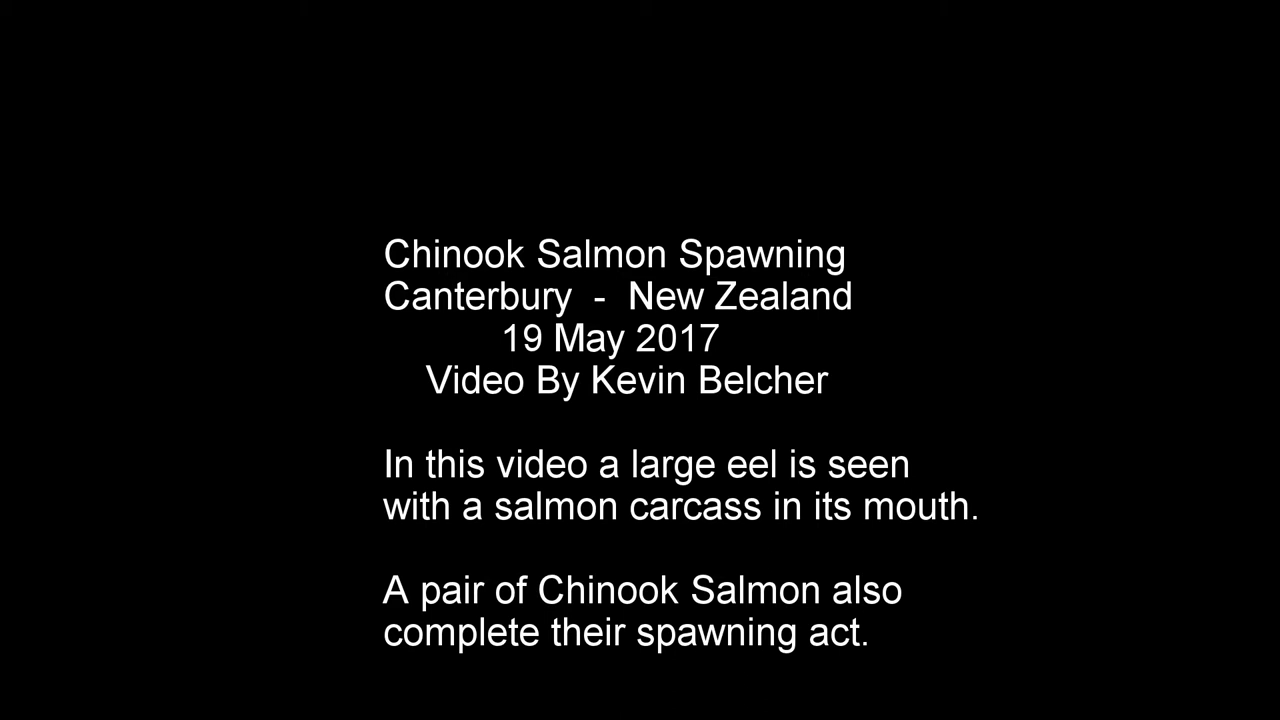 Chinook Salmon Spawning
Canterbury - New Zealand
19 May 2017
Video By Kevin Belcher
In this video a large eel is seen
with a salmon carcass in its mouth.
A pair of Chinook Salmon also
complete their spawning act.